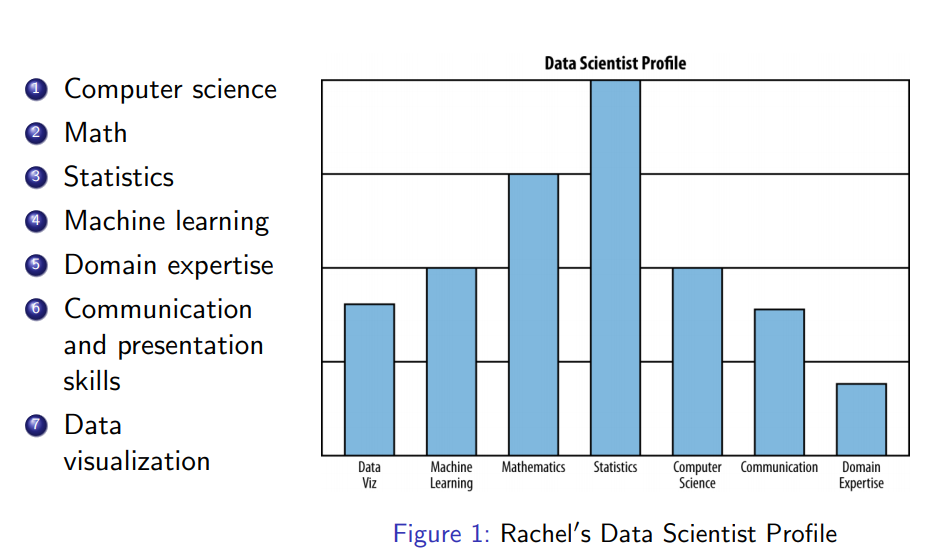 1 Computer science
2 Math
3 Statistics
4 Machine learning
5 Domain expertise
6 Communication
and presentation
skills
7 Data
visualization
Data Scientist Profile
Data
Viz
Machine
Learning
Mathematics
Statistics
Computer
Science
Communication
Domain
Expertise
Figure 1: Rachel′s Data Scientist Profile